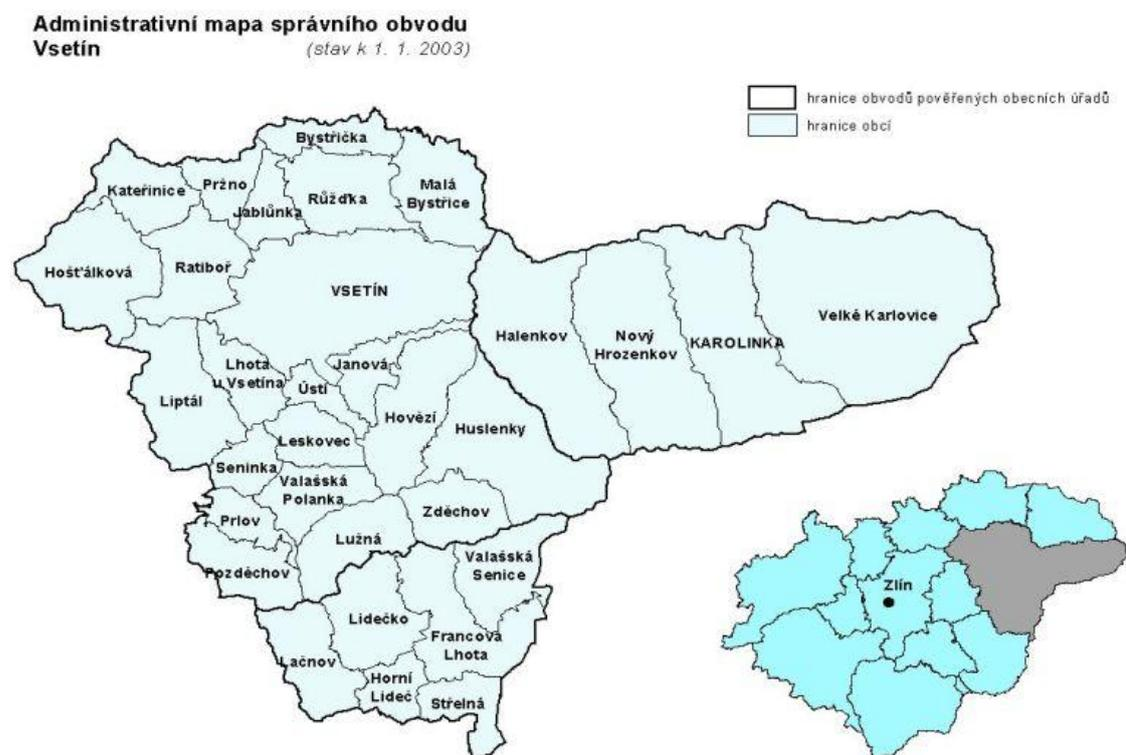 Administrativní mapa správního obvodu
Vsetín (stav k 1. 1. 2003)
hranice obvodů pověřených obecních úřadů
hranice obcí
Bystřička
Kateřinice
Pržno
Jablůnka
Růžďka
Malá
Bystřice
Hošťálková
Ratiboř
VSETÍN
Halenkov
Nový
Hrozenkov
KAROLINKA
Velké Karlovice
Liptál
Lhota
u Vsetína
Ústí
Janová
Hovězí
Huslenky
Leskovec
Seninka
Valašská
Polanka
Zděchov
Prlov
Lužná
Pozděchov
Valašská
Senice
Lidečko
Francova
Lhota
Lačnov
Horní
Lideč
Střelná
Zlín